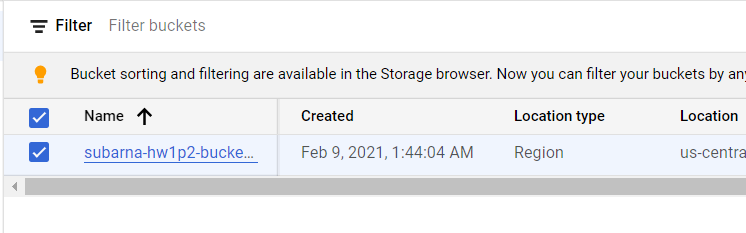 Filter Filter buckets
Bucket sorting and filtering are available in the Storage browser. Now you can filter your buckets by any
Name Created Location type Location
subarna-hw1p2-bucke... Feb 9, 2021, 1:44:04 AM Region us-centra